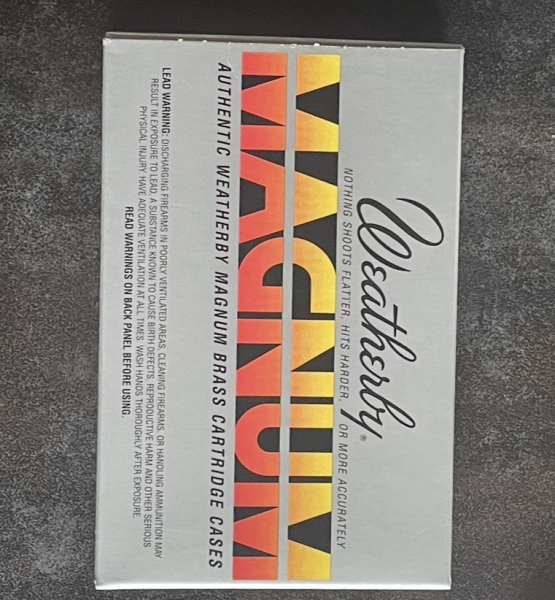 Weatherby®
NOTHING SHOOTS FLATTER, HITS HARDER, OR MORE ACCURATELY
MAGNUM
AUTHENTIC WEATHERBY MAGNUM BRASS CARTRIDGE CASES
LEAD WARNING: DISCHARGING FIREARMS IN POORLY VENTILATED AREAS, CLEANING FIREARMS, OR HANDLING AMMUNITION MAY
RESULT IN EXPOSURE TO LEAD, A SUBSTANCE KNOWN TO CAUSE BIRTH DEFECTS, REPRODUCTIVE HARM AND OTHER SERIOUS
PHYSICAL INJURY. HAVE ADEQUATE VENTILATION AT ALL TIMES. WASH HANDS THOROUGHLY AFTER EXPOSURE.
READ WARNINGS ON BACK PANEL BEFORE USING.